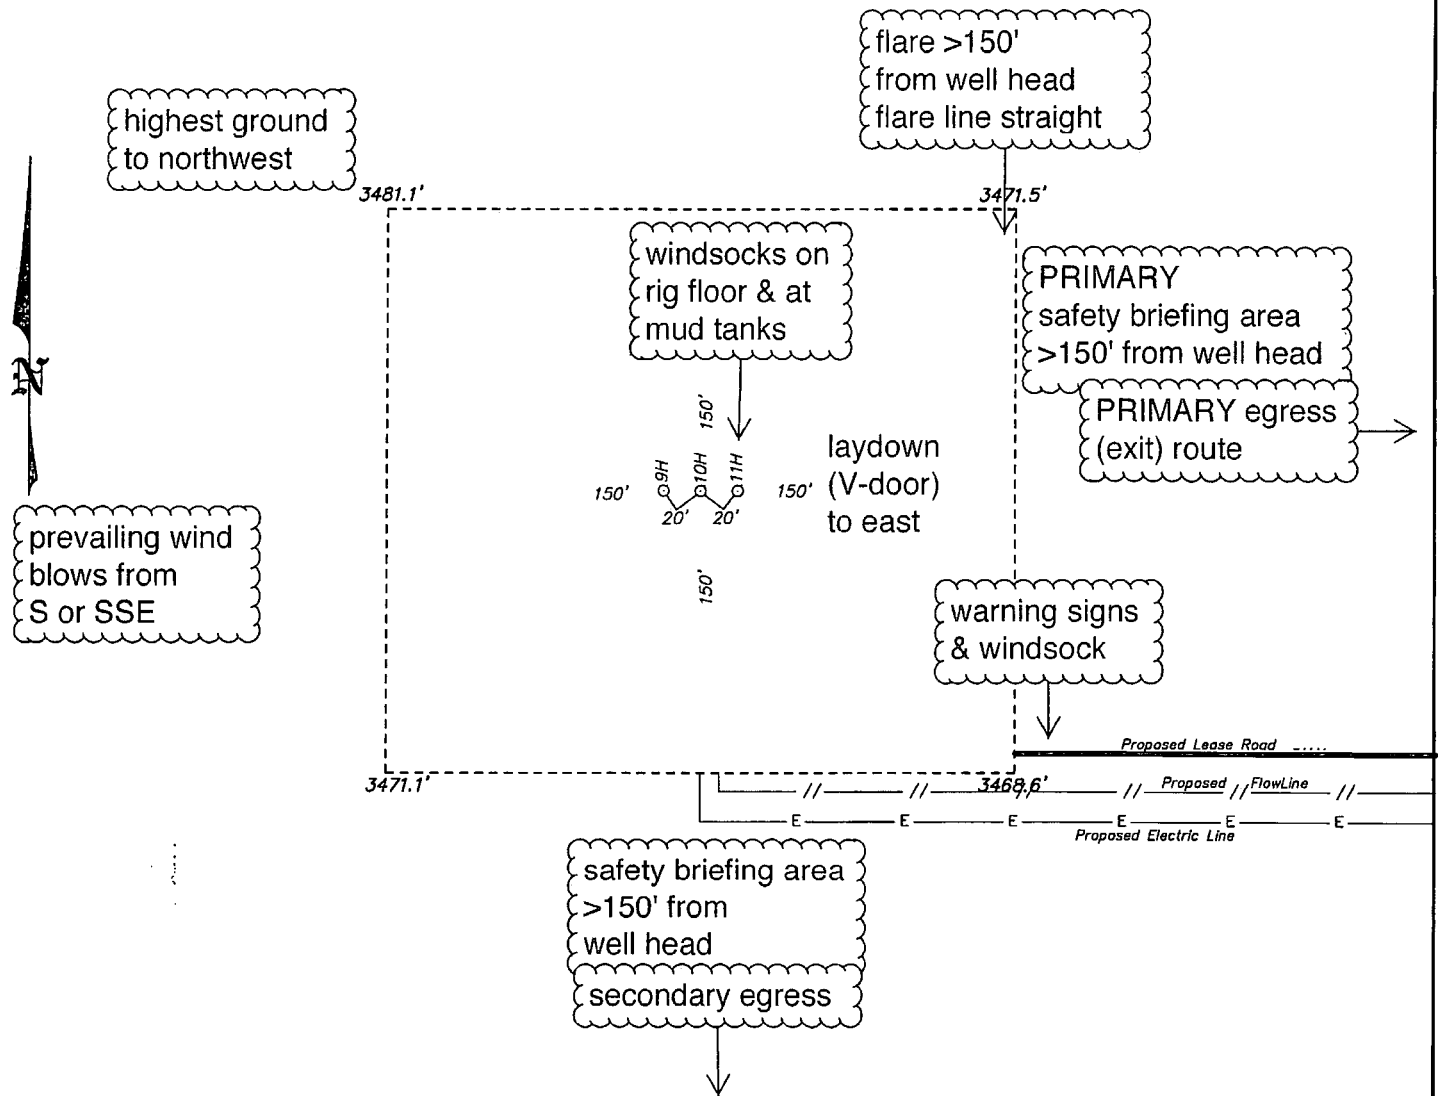 flare >150'
from well head
flare line straight
highest ground
to northwest
3481.1'
3471.5'
windsocks on
rig floor & at
mud tanks
PRIMARY
safety briefing area
>150' from well head
PRIMARY egress
(exit) route
N
150'
9H
10H
11H
150'
150'
20'
20'
150'
laydown
(V-door)
to east
prevailing wind
blows from
S or SSE
warning signs
& windsock
Proposed Lease Road
3471.1'
3468.6'
// // // // // //
Proposed FlowLine
E E E E E E
Proposed Electric Line
safety briefing area
>150' from
well head
secondary egress